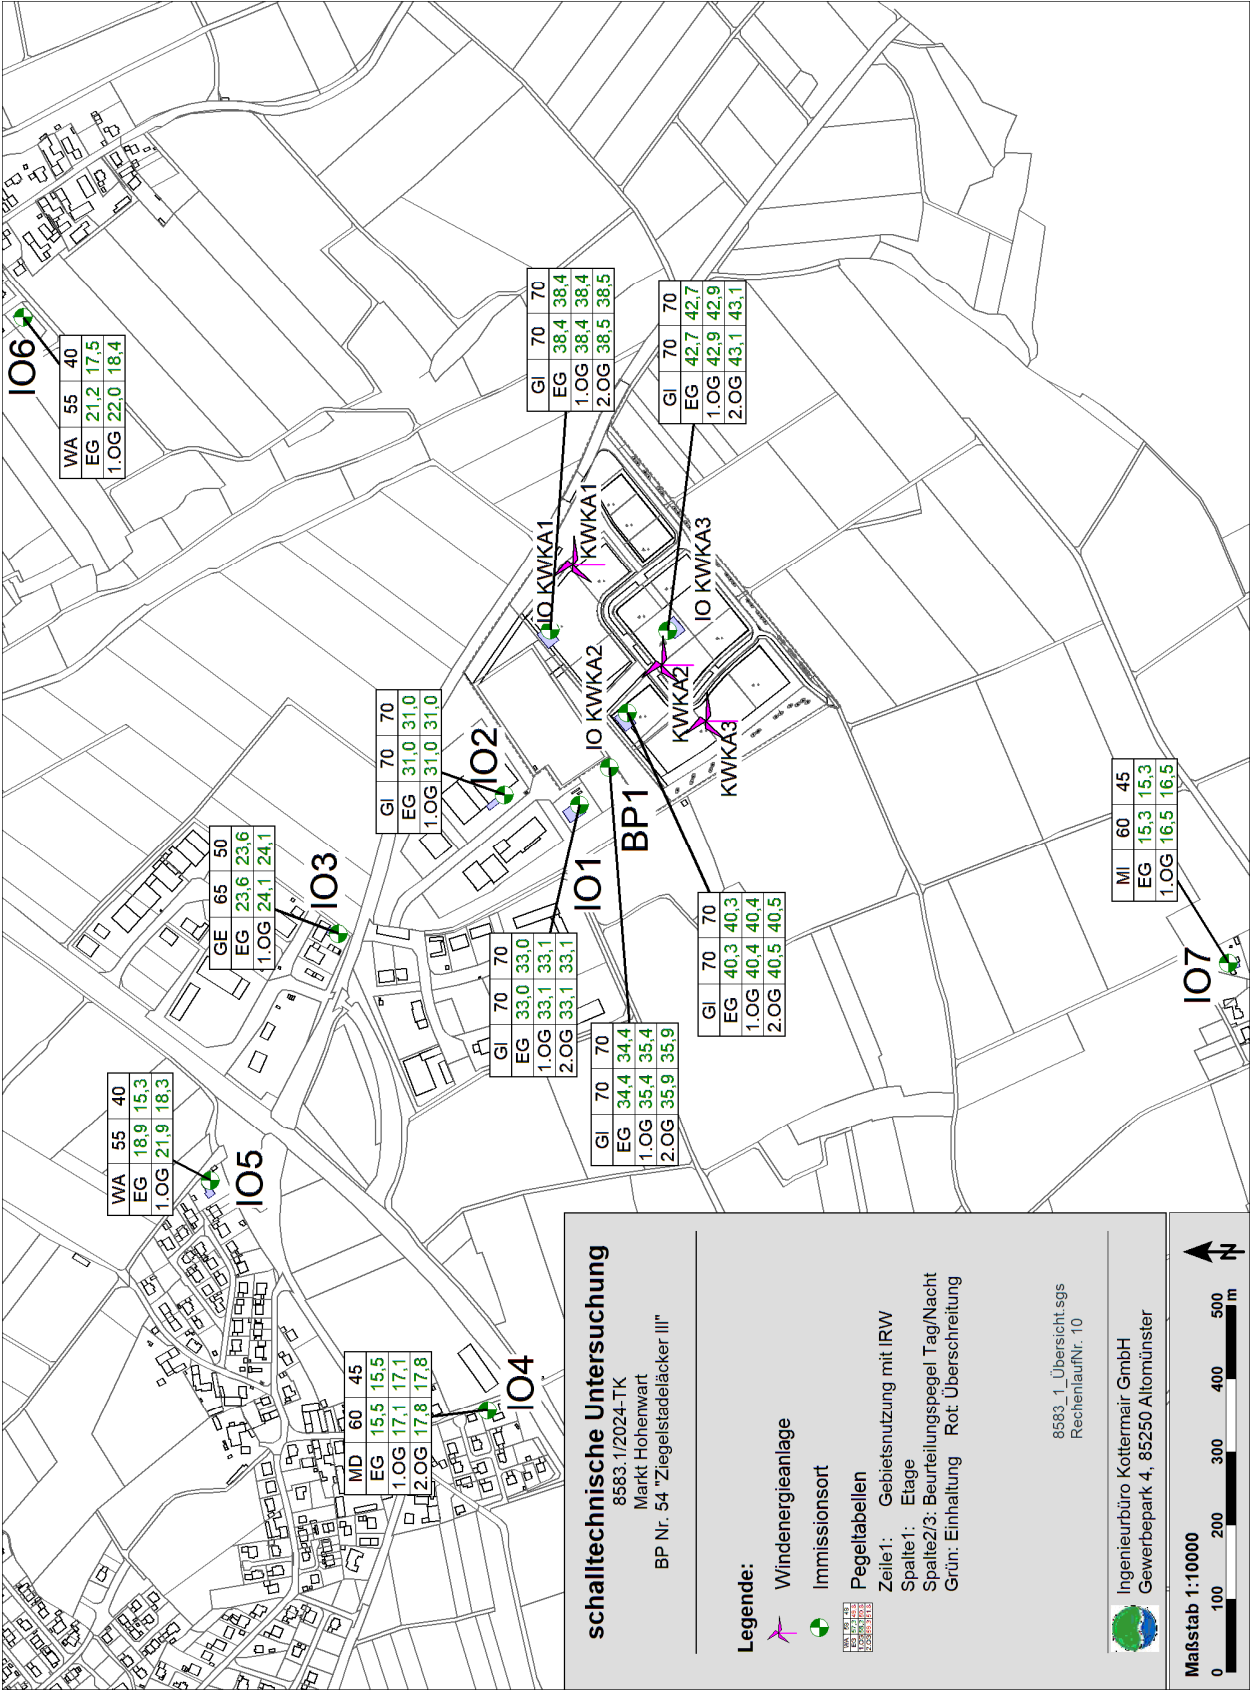 IO6
WA 55 40
EG 21,2 17,5
1.OG 22,0 18,4
GI 70 70
EG 38,4 38,4
1.OG 38,4 38,4
2.OG 38,5 38,5
GI 70 70
EG 42,7 42,7
1.OG 42,9 42,9
2.OG 43,1 43,1
IO KWKA1
KWKA1
IO KWKA3
IO KWKA2
KWKA2
KWKA3
GI 70 70
EG 31,0 31,0
1.OG 31,0 31,0
IO2
GE 65 50
EG 23,6 23,6
1.OG 24,1 24,1
IO3
IO1
BP1
GI 70 70
EG 33,0 33,0
1.OG 33,1 33,1
2.OG 33,1 33,1
GI 70 70
EG 34,4 34,4
1.OG 35,4 35,4
2.OG 35,9 35,9
GI 70 70
EG 40,3 40,3
1.OG 40,4 40,4
2.OG 40,5 40,5
MI 60 45
EG 15,3 15,3
1.OG 16,5 16,5
IO7
WA 55 40
EG 18,9 15,3
1.OG 21,9 18,3
IO5
MD 60 45
EG 15,5 15,5
1.OG 17,1 17,1
2.OG 17,8 17,8
IO4
schalltechnische Untersuchung
8583.1/2024-TK
Markt Hohenwart
BP Nr. 54 "Ziegelstadeläcker III"
Legende:
Windenergieanlage
Immissionsort
Pegeltabellen
Zeile1: Gebietsnutzung mit IRW
Spalte1: Etage
Spalte2/3: Beurteilungspegel Tag/Nacht
Grün: Einhaltung Rot: Überschreitung
8583_1_Übersicht.sgs
RechenlaufNr. 10
Ingenieurbüro Kottermair GmbH
Gewerbepark 4, 85250 Altomünster
Maßstab 1:10000
0 100 200 300 400 500
m
N